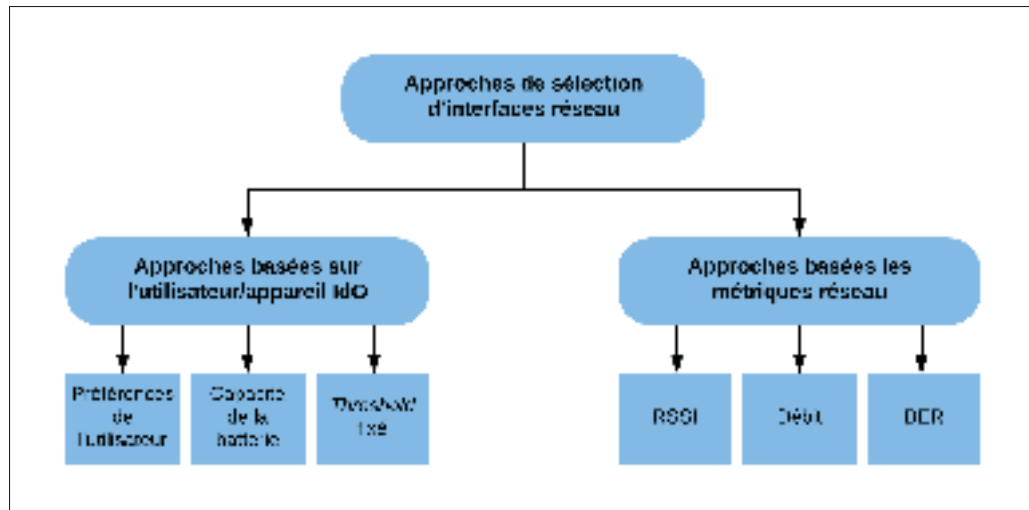 Approches de sélection
d'interfaces réseau
Approches basées sur
l'utilisateur/appareil IdO
Approches basées les
métriques réseau
Préférences
de
l'utilisateur
Capacité
de la
batterie
Threshold
fixé
RSSI
Débit
BER